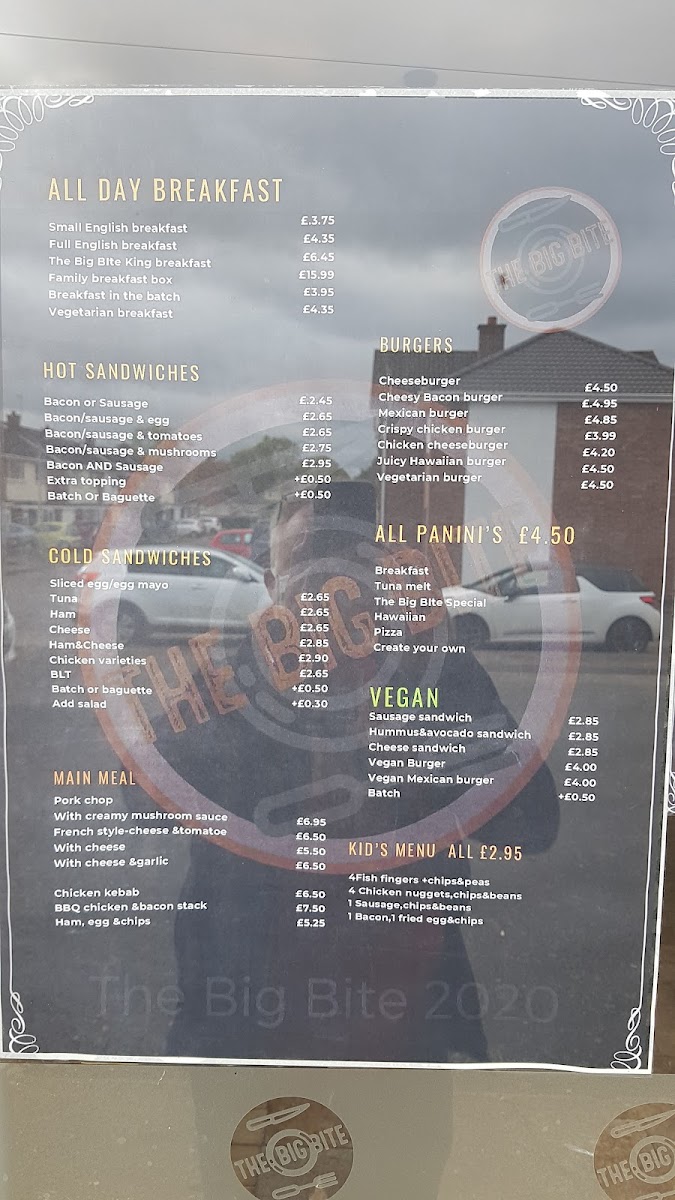 ALL DAY BREAKFAST
Small English breakfast £.3.75
Full English breakfast £4.35
The Big BIte King breakfast £6.45
Family breakfast box £15.99
Breakfast in the batch £3.95
Vegetarian breakfast £4.35
THE BIG BITE
HOT SANDWICHES
Bacon or Sausage £.2.45
Bacon/sausage & egg £2.65
Bacon/sausage & tomatoes £2.65
Bacon/sausage & mushrooms £2.75
Bacon AND Sausage £2.95
Extra topping +£0.50
Batch Or Baguette +£0.50
COLD SANDWICHES
Sliced egg/egg mayo £2.65
Tuna £2.65
Ham £2.65
Cheese £2.85
Ham&Cheese £2.90
Chicken varieties £2.65
BLT +£0.50
Batch or baguette +£0.30
Add salad
MAIN MEAL
Pork chop
With creamy mushroom sauce £6.95
French style-cheese &tomatoe £6.50
With cheese £5.50
With cheese &garlic £6.50
Chicken kebab £6.50
BBQ chicken &bacon stack £7.50
Ham, egg &chips £5.25
BURGERS
Cheeseburger £4.50
Cheesy Bacon burger £.4.95
Mexican burger £4.85
Crispy chicken burger £3.99
Chicken cheeseburger £4.20
Juicy Hawaiian burger £4.50
Vegetarian burger £4.50
ALL PANINI'S £4.50
Breakfast
Tuna melt
The Big BIte Special
Hawaiian
Pizza
Create your own
VEGAN
Sausage sandwich £2.85
Hummus&avocado sandwich £2.85
Cheese sandwich £2.85
Vegan Burger £4.00
Vegan Mexican burger £4.00
Batch +£0.50
KID'S MENU ALL £2.95
4Fish fingers +chips&peas
4 Chicken nuggets,chips&beans
1 Sausage,chips&beans
1 Bacon,1 fried egg&chips
THE BIG BITE
The Big Bite 2020
THE BIG BITE
THE BIG